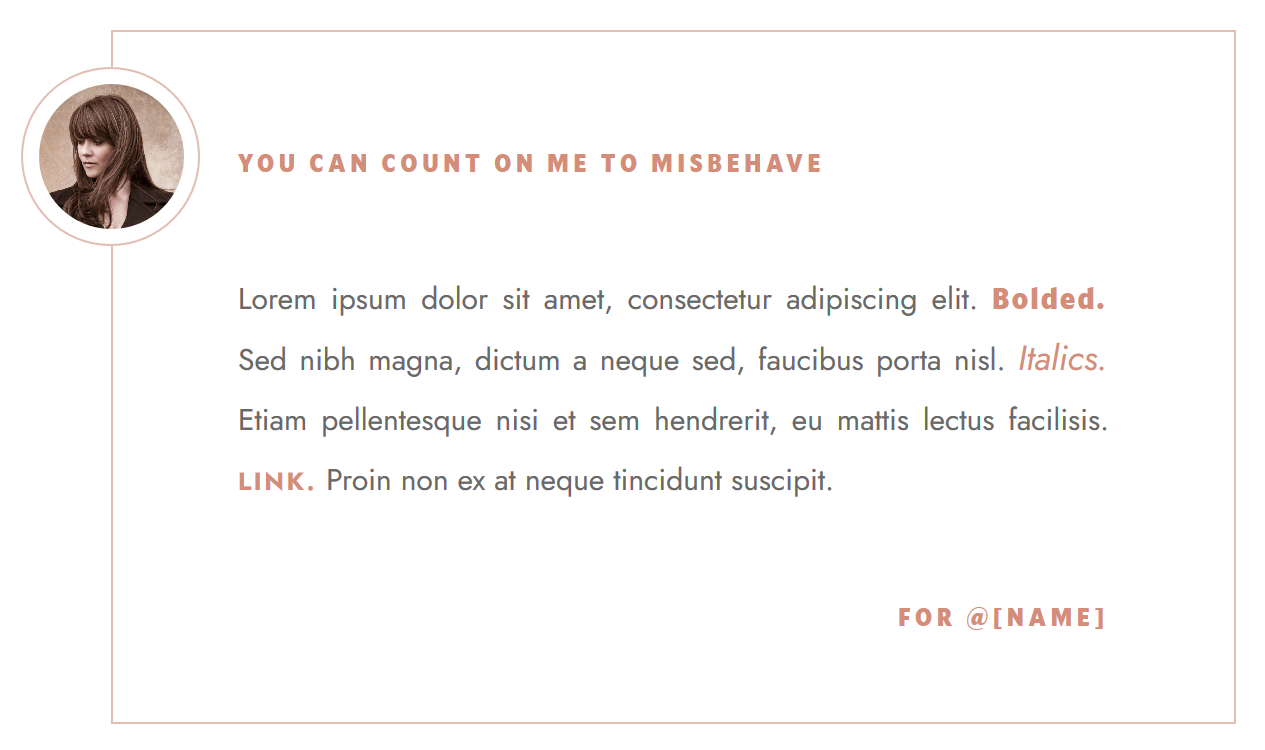 YOU CAN COUNT ON ME TO MISBEHAVE
Lorem ipsum dolor sit amet, consectetur adipiscing elit. Bolded.
Sed nibh magna, dictum a neque sed, faucibus porta nisl. Italics.
Etiam pellentesque nisi et sem hendrerit, eu mattis lectus facilisis.
LINK. Proin non ex at neque tincidunt suscipit.
FOR @[NAME]